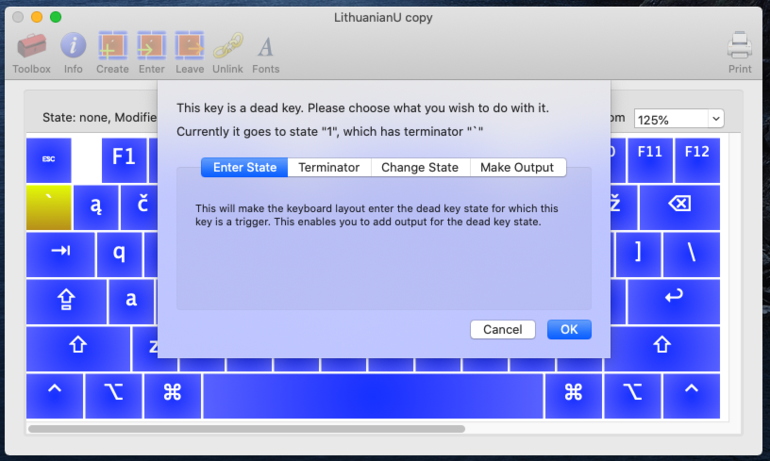 LithuanianU copy
Toolbox Info Create Enter Leave Unlink Fonts Print
This key is a dead key. Please choose what you wish to do with it.
State: none, Modifie
Currently it goes to state "1", which has terminator "`"
om 125%
Enter State Terminator Change State Make Output
This will make the keyboard layout enter the dead key state for which this
key is a trigger. This enables you to add output for the dead key state.
Cancel OK
ESC F1 0 F11 F12
` ą č ž
q ] \
a
z